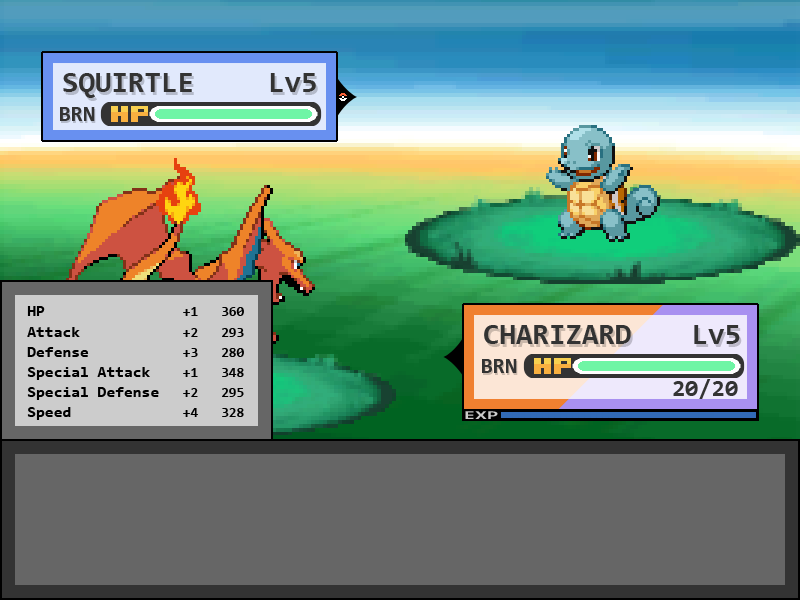 SQUIRTLE Lv5
BRN HP
HP +1 360
Attack +2 293
Defense +3 280
Special Attack +1 348
Special Defense +2 295
Speed +4 328
CHARIZARD Lv5
BRN HP
20/20
EXP